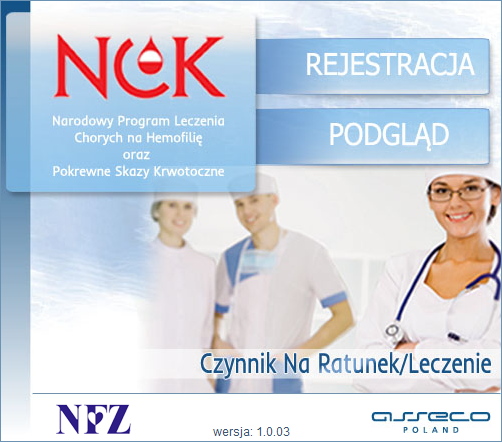 NCK
Narodowy Program Leczenia
Chorych na Hemofilię
oraz
Pokrewne Skazy Krwotoczne
REJESTRACJA
PODGLĄD
Czynnik Na Ratunek/Leczenie
NFZ
wersja: 1.0.03
asseco
POLAND